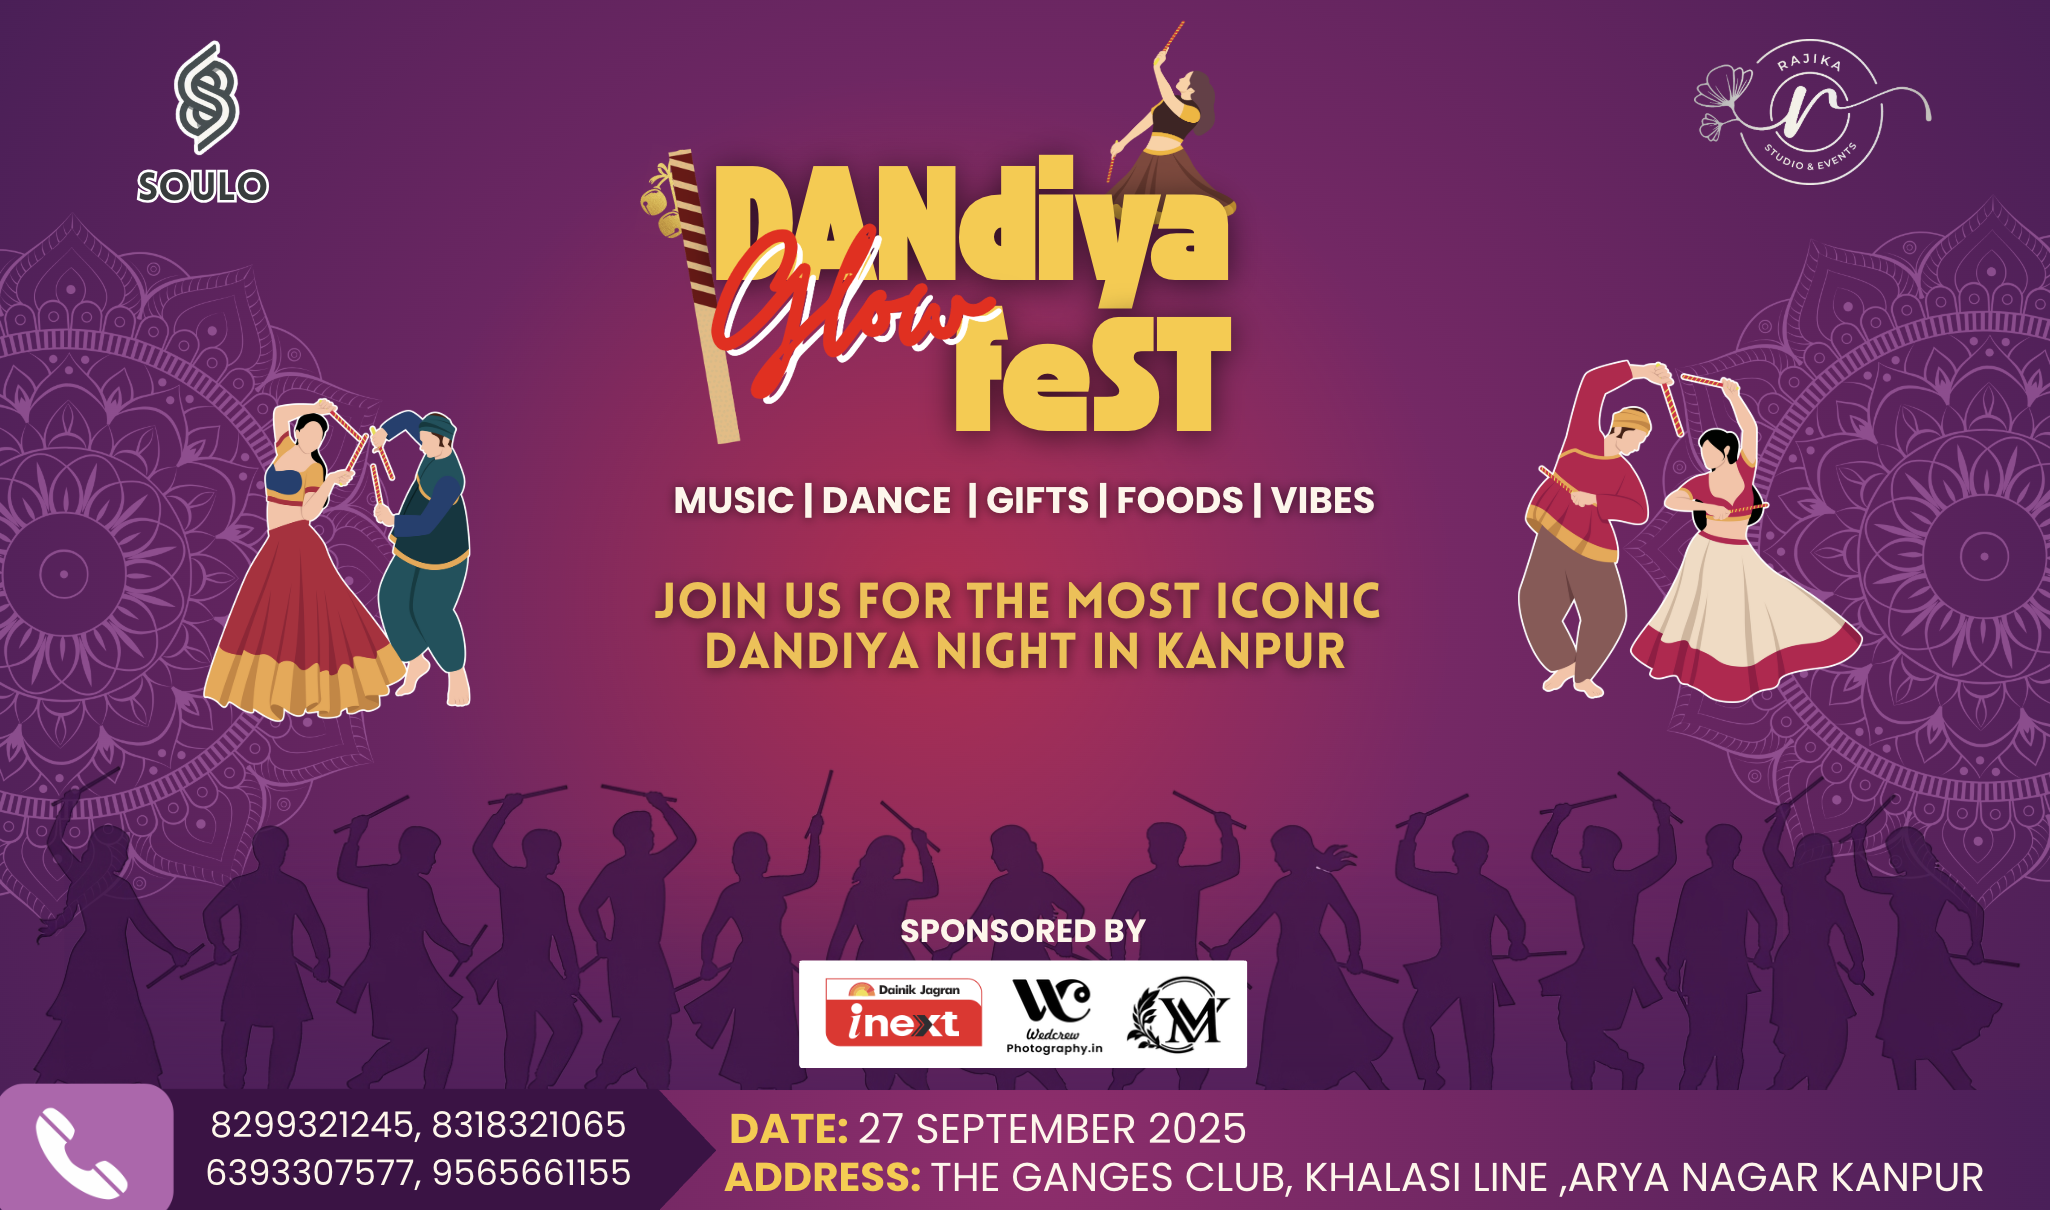 SOULO
RAJIKA
r
STUDIO & EVENTS
DANdiya
Glow
feST
MUSIC | DANCE | GIFTS | FOODS | VIBES
JOIN US FOR THE MOST ICONIC
DANDIYA NIGHT IN KANPUR
SPONSORED BY
Dainik Jagran
inext
Wedcrew
Photography.in
8299321245, 8318321065
6393307577, 9565661155
DATE: 27 SEPTEMBER 2025
ADDRESS: THE GANGES CLUB, KHALASI LINE ,ARYA NAGAR KANPUR